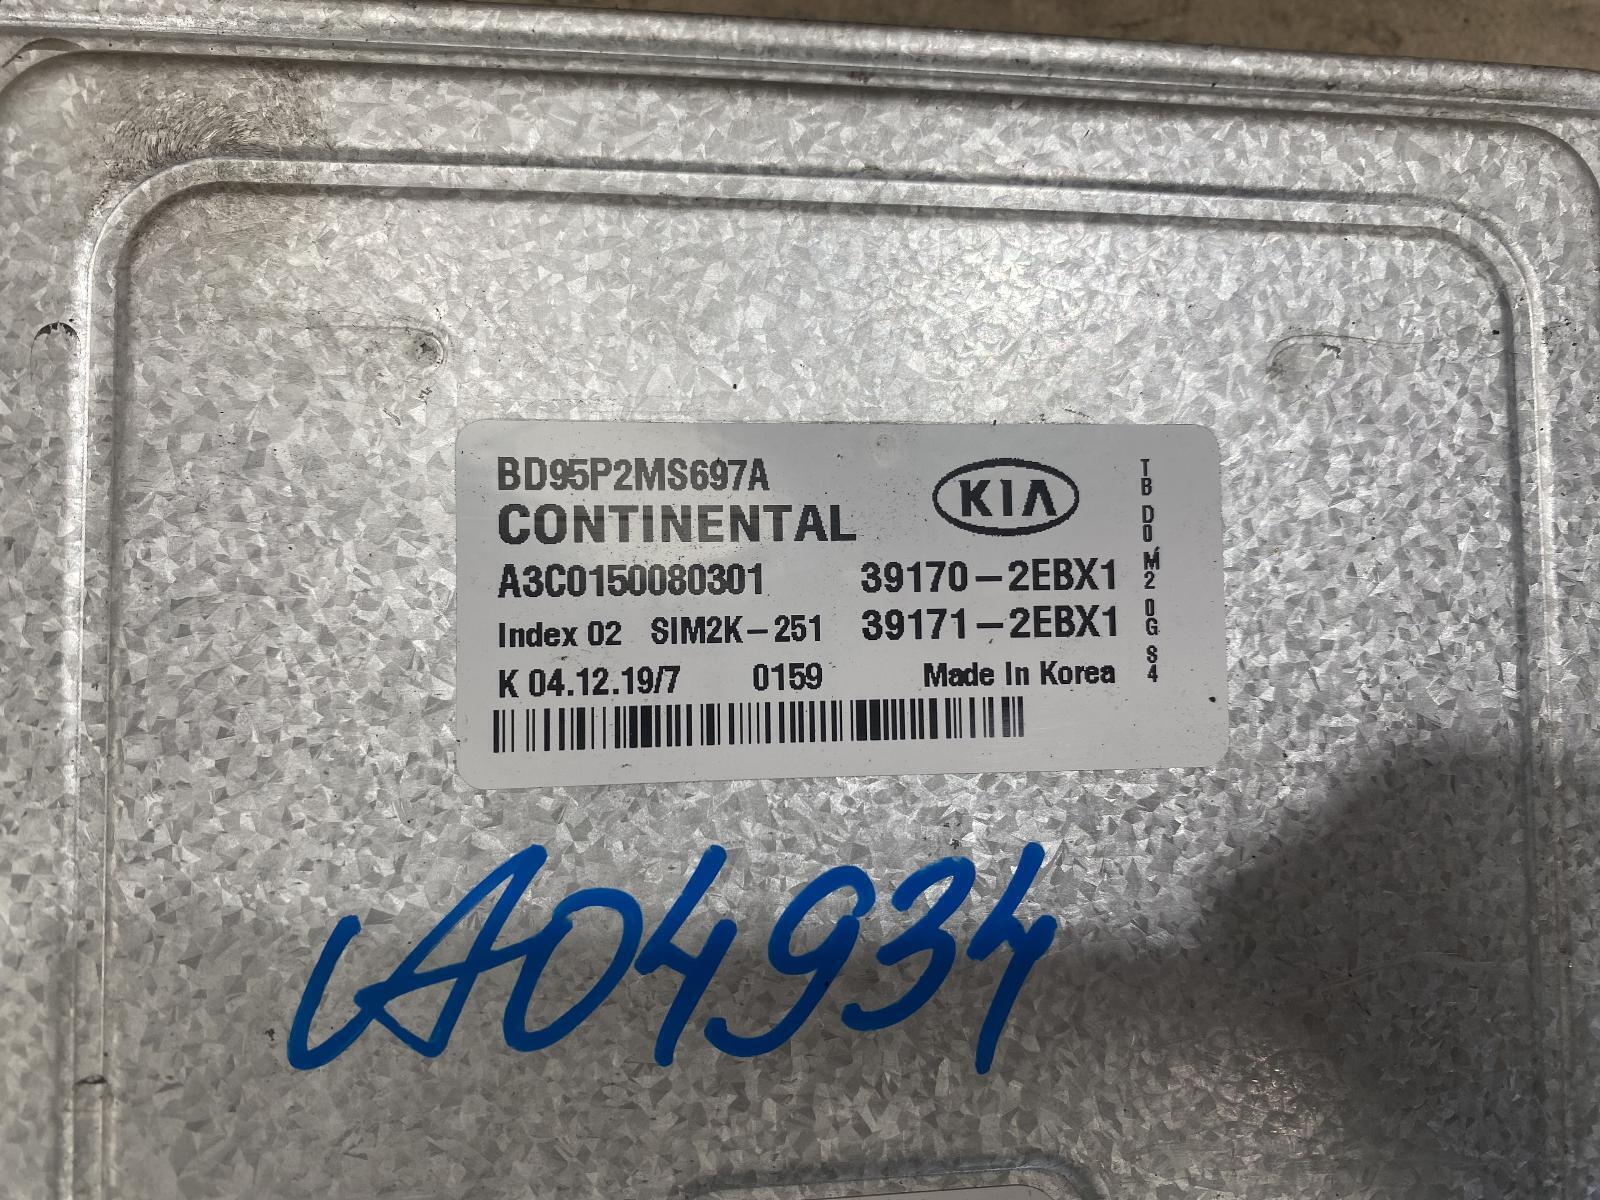 BD95P2MS697A
CONTINENTAL
KIA
A3C0150080301 39170-2EBX1
Index 02 SIM2K-251 39171-2EBX1
K 04.12.19/7 0159 Made In Korea
TB DO M2 0G S4
A04934